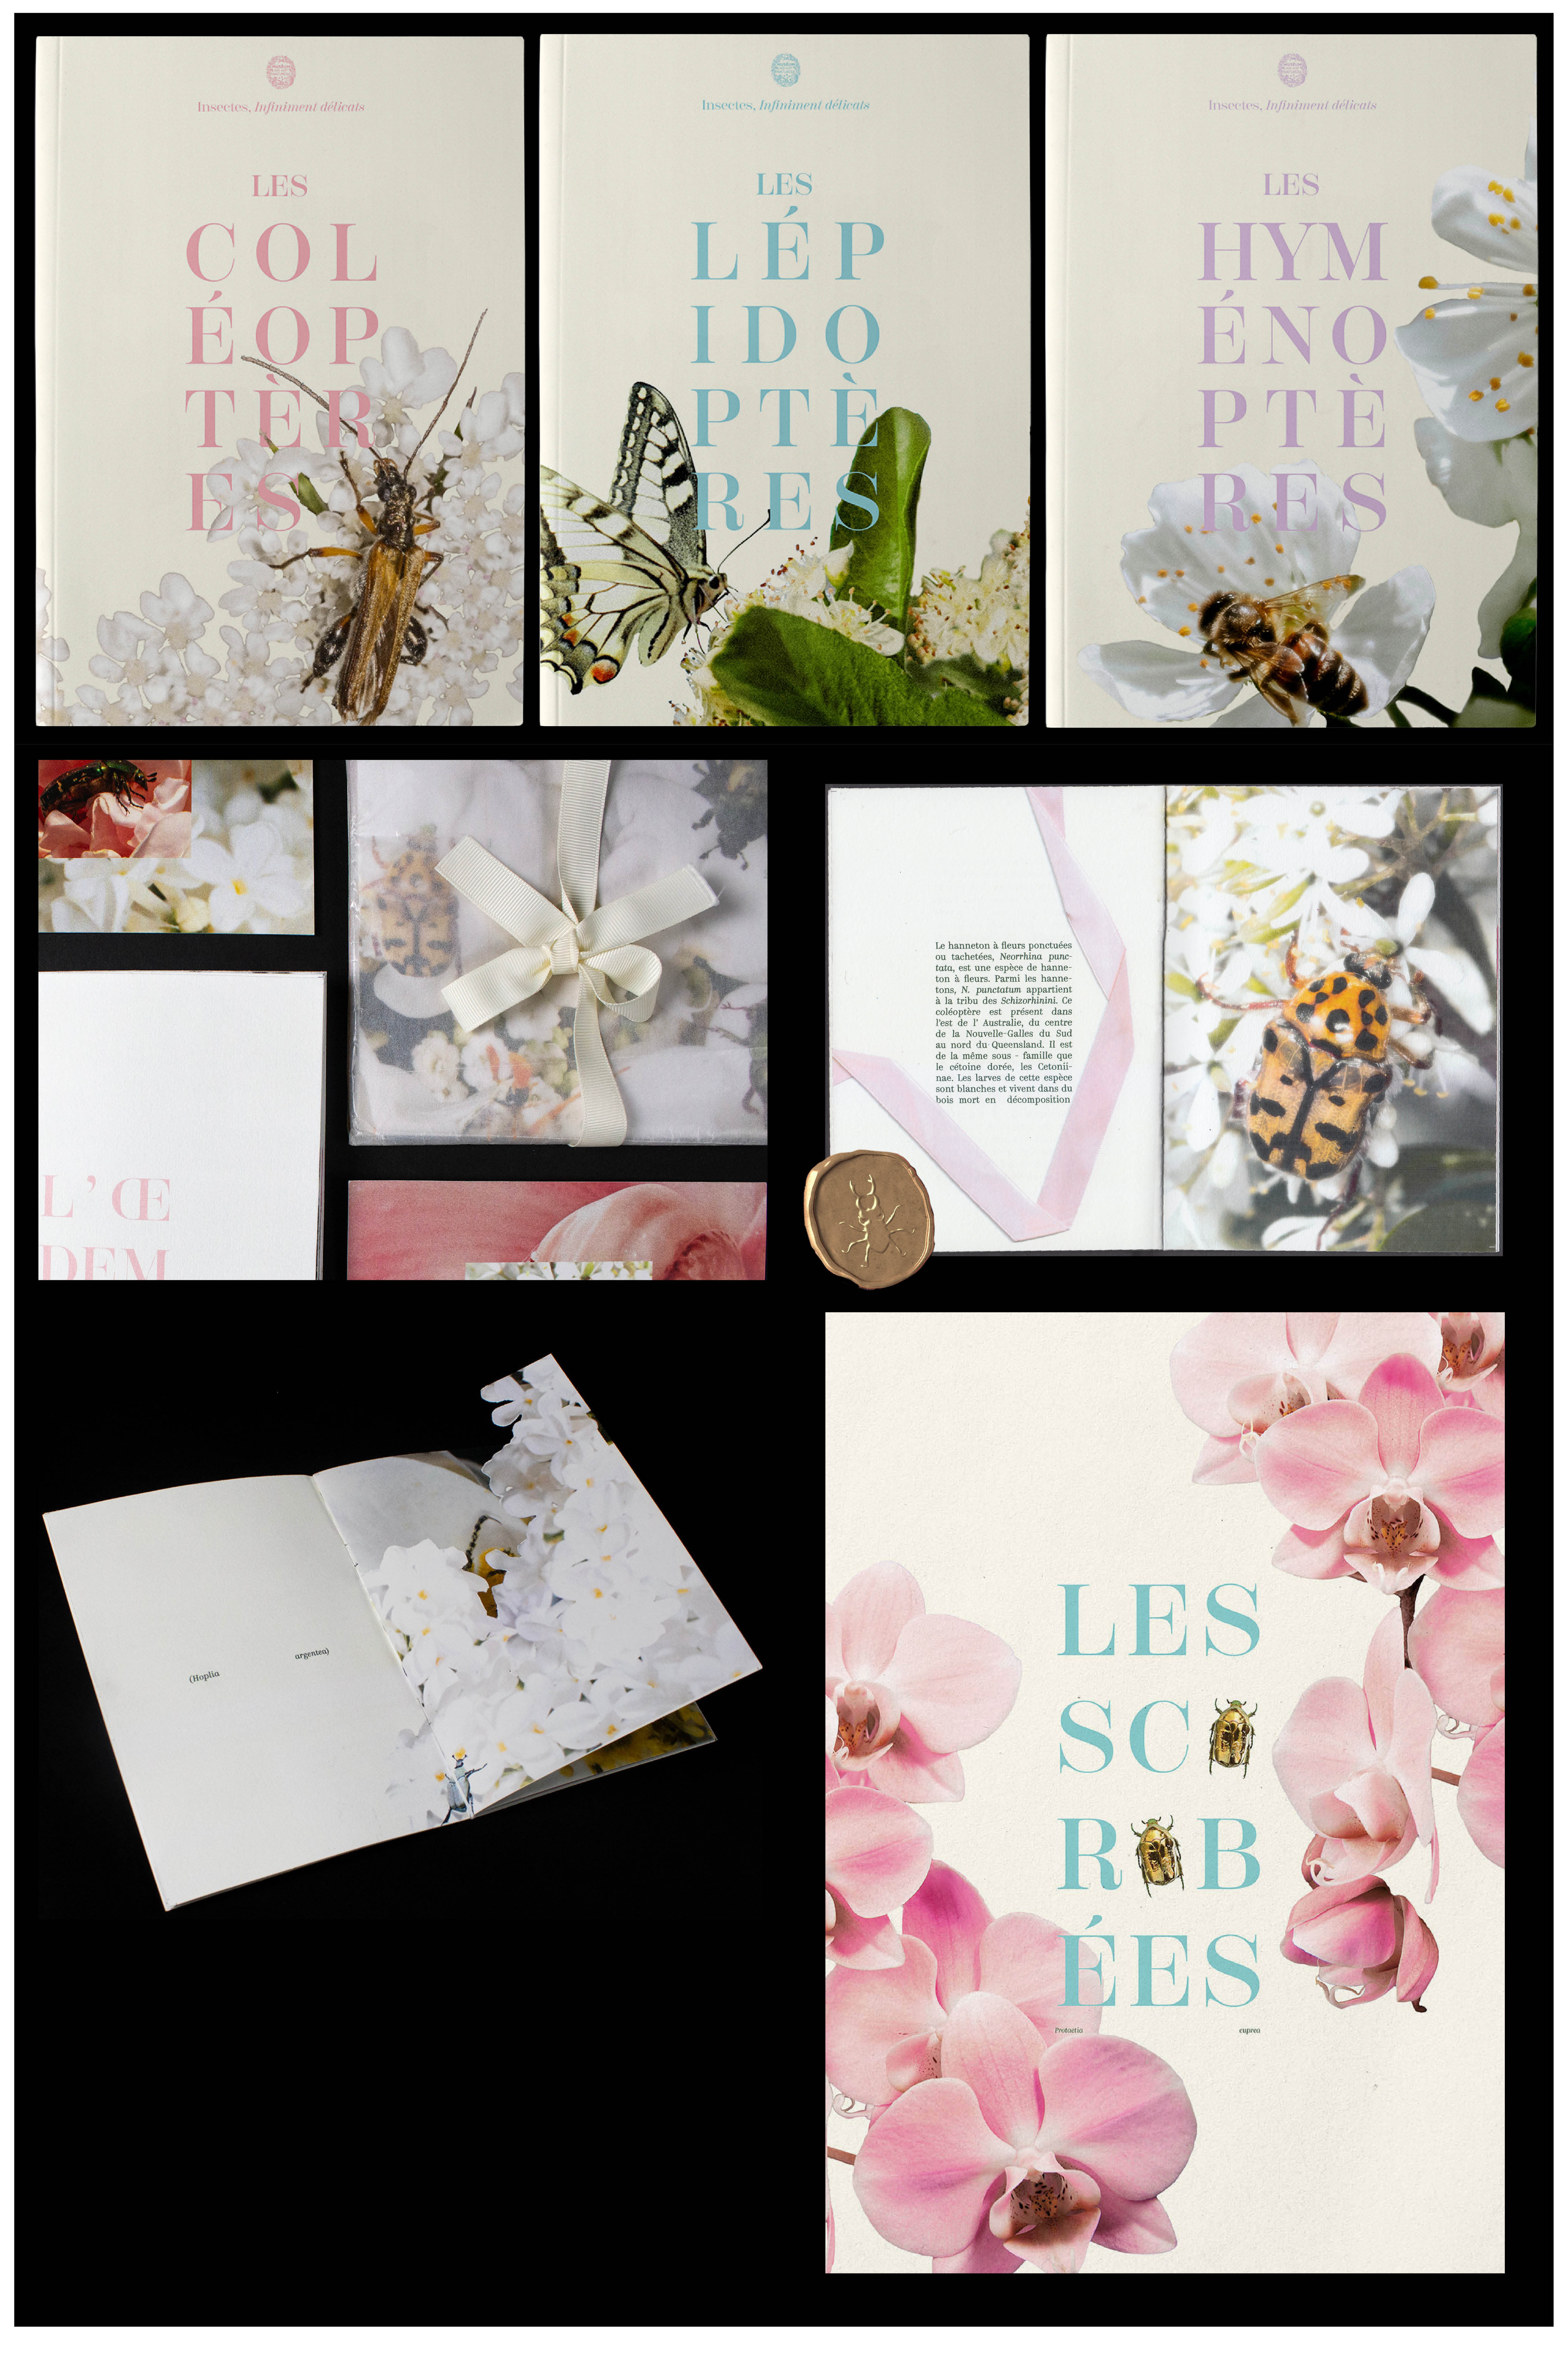 Insectes, Infiniment délicats
LES
COL
ÉOP
TÈR
ES
Insectes, Infiniment délicats
LES
LÉP
IDO
PTÈ
RES
Insectes, Infiniment délicats
LES
HYM
ÉNO
PTÈ
RES
L’Œ
DEM
Le hanneton à fleurs ponctuées
ou tachetées, Neorrhina punc-
tata, est une espèce de hanne-
ton à fleurs. Parmi les hanne-
tons, N. punctatum appartient
à la tribu des Schizorhinini. Ce
coléoptère est présent dans
l'est de l' Australie, du centre
de la Nouvelle-Galles du Sud
au nord du Queensland. Il est
de la même sous - famille que
le cétoine dorée, les Cetonii-
nae. Les larves de cette espèce
sont blanches et vivent dans du
bois mort en décomposition
(Hoplia argentea)
LES
SC
R B
ÉES
Protaetia cuprea